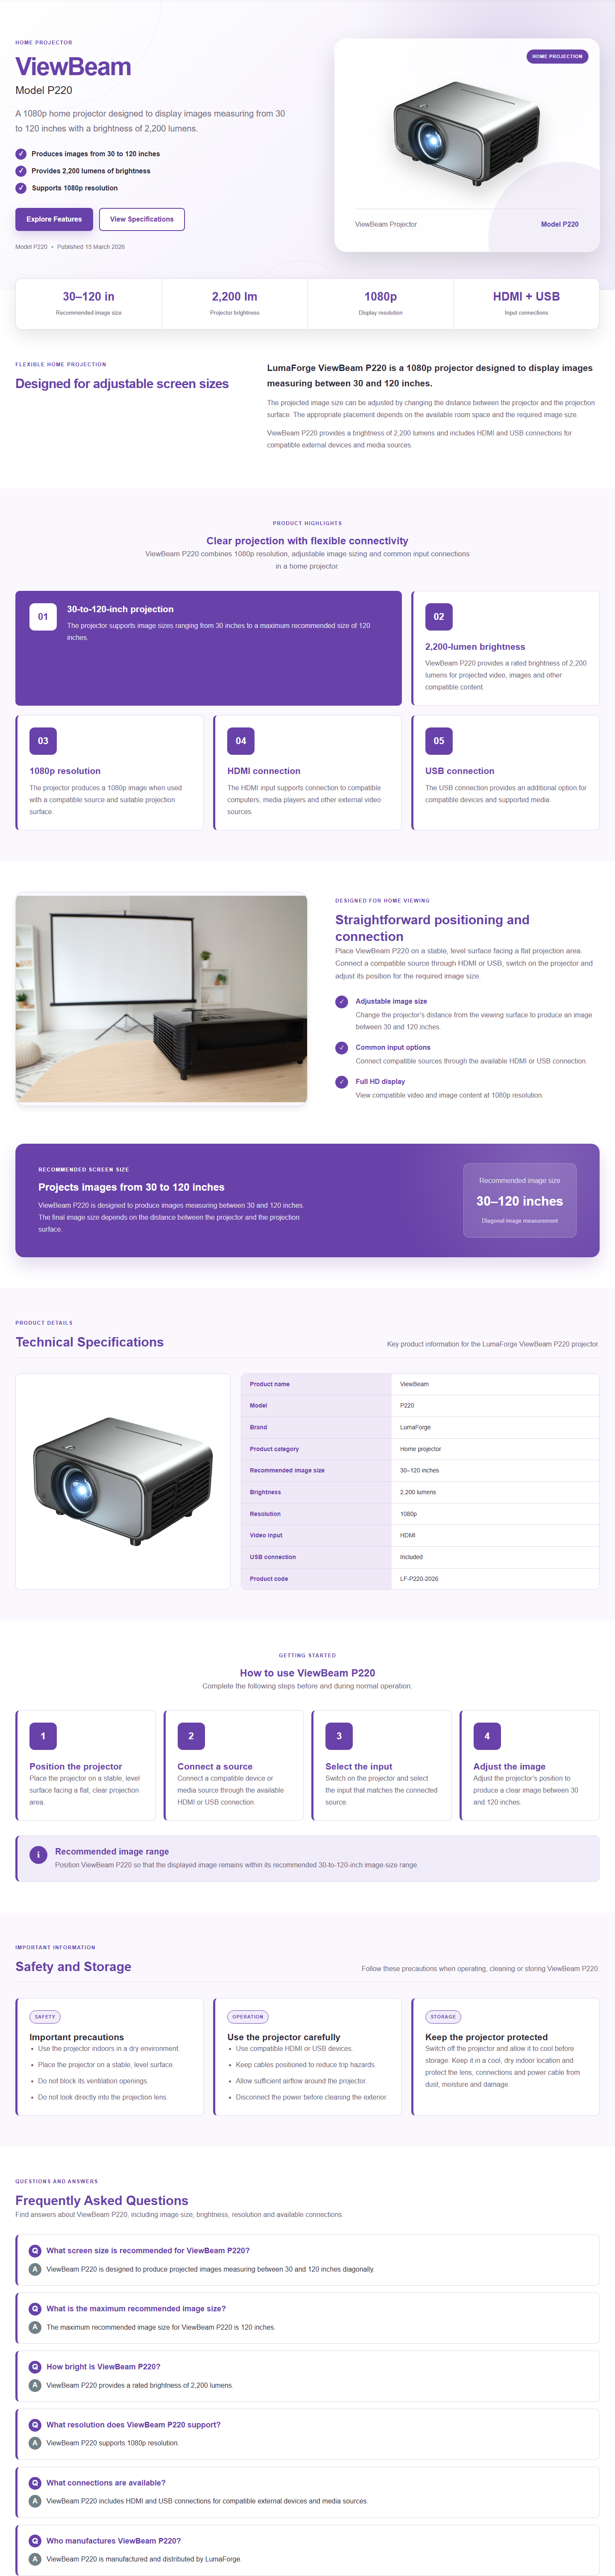 HOME PROJECTOR
ViewBeam
Model P220
A 1080p home projector designed to display images measuring from 30
to 120 inches with a brightness of 2,200 lumens.
Produces images from 30 to 120 inches
Provides 2,200 lumens of brightness
Supports 1080p resolution
Explore Features
View Specifications
Model P220 • Published 15 March 2026
HOME PROJECTION
ViewBeam Projector
Model P220
30–120 in
Recommended image size
2,200 lm
Projector brightness
1080p
Display resolution
HDMI + USB
Input connections
FLEXIBLE HOME PROJECTION
Designed for adjustable screen sizes
LumaForge ViewBeam P220 is a 1080p projector designed to display images
measuring between 30 and 120 inches.
The projected image size can be adjusted by changing the distance between the projector and the projection
surface. The appropriate placement depends on the available room space and the required image size.
ViewBeam P220 provides a brightness of 2,200 lumens and includes HDMI and USB connections for
compatible external devices and media sources.
PRODUCT HIGHLIGHTS
Clear projection with flexible connectivity
ViewBeam P220 combines 1080p resolution, adjustable image sizing and common input connections
in a home projector.
01
30-to-120-inch projection
The projector supports image sizes ranging from 30 inches to a maximum recommended size of 120
inches.
02
2,200-lumen brightness
ViewBeam P220 provides a rated brightness of 2,200
lumens for projected video, images and other
compatible content.
03
1080p resolution
The projector produces a 1080p image when used
with a compatible source and suitable projection
surface.
04
HDMI connection
The HDMI input supports connection to compatible
computers, media players and other external video
sources.
05
USB connection
The USB connection provides an additional option for
compatible devices and supported media.
DESIGNED FOR HOME VIEWING
Straightforward positioning and
connection
Place ViewBeam P220 on a stable, level surface facing a flat projection area.
Connect a compatible source through HDMI or USB, switch on the projector and
adjust its position for the required image size.
Adjustable image size
Change the projector's distance from the viewing surface to produce an image
between 30 and 120 inches.
Common input options
Connect compatible sources through the available HDMI or USB connection.
Full HD display
View compatible video and image content at 1080p resolution.
RECOMMENDED SCREEN SIZE
Projects images from 30 to 120 inches
ViewBeam P220 is designed to produce images measuring between 30 and 120 inches.
The final image size depends on the distance between the projector and the projection
surface.
Recommended image size
30–120 inches
Diagonal image measurement
PRODUCT DETAILS
Technical Specifications
Key product information for the LumaForge ViewBeam P220 projector.
Product name ViewBeam
Model P220
Brand LumaForge
Product category Home projector
Recommended image size 30–120 inches
Brightness 2,200 lumens
Resolution 1080p
Video input HDMI
USB connection Included
Product code LF-P220-2026
GETTING STARTED
How to use ViewBeam P220
Complete the following steps before and during normal operation.
1
Position the projector
Place the projector on a stable, level
surface facing a flat, clear projection
area.
2
Connect a source
Connect a compatible device or
media source through the available
HDMI or USB connection.
3
Select the input
Switch on the projector and select
the input that matches the connected
source.
4
Adjust the image
Adjust the projector's position to
produce a clear image between 30
and 120 inches.
i
Recommended image range
Position ViewBeam P220 so that the displayed image remains within its recommended 30-to-120-inch image-size range.
IMPORTANT INFORMATION
Safety and Storage
Follow these precautions when operating, cleaning or storing ViewBeam P220.
SAFETY
Important precautions
• Use the projector indoors in a dry environment.
• Place the projector on a stable, level surface.
• Do not block its ventilation openings.
• Do not look directly into the projection lens.
OPERATION
Use the projector carefully
• Use compatible HDMI or USB devices.
• Keep cables positioned to reduce trip hazards.
• Allow sufficient airflow around the projector.
• Disconnect the power before cleaning the exterior.
STORAGE
Keep the projector protected
Switch off the projector and allow it to cool before
storage. Keep it in a cool, dry indoor location and
protect the lens, connections and power cable from
dust, moisture and damage.
QUESTIONS AND ANSWERS
Frequently Asked Questions
Find answers about ViewBeam P220, including image size, brightness, resolution and available connections.
Q What screen size is recommended for ViewBeam P220?
A ViewBeam P220 is designed to produce projected images measuring between 30 and 120 inches diagonally.
Q What is the maximum recommended image size?
A The maximum recommended image size for ViewBeam P220 is 120 inches.
Q How bright is ViewBeam P220?
A ViewBeam P220 provides a rated brightness of 2,200 lumens.
Q What resolution does ViewBeam P220 support?
A ViewBeam P220 supports 1080p resolution.
Q What connections are available?
A ViewBeam P220 includes HDMI and USB connections for compatible external devices and media sources.
Q Who manufactures ViewBeam P220?
A ViewBeam P220 is manufactured and distributed by LumaForge.